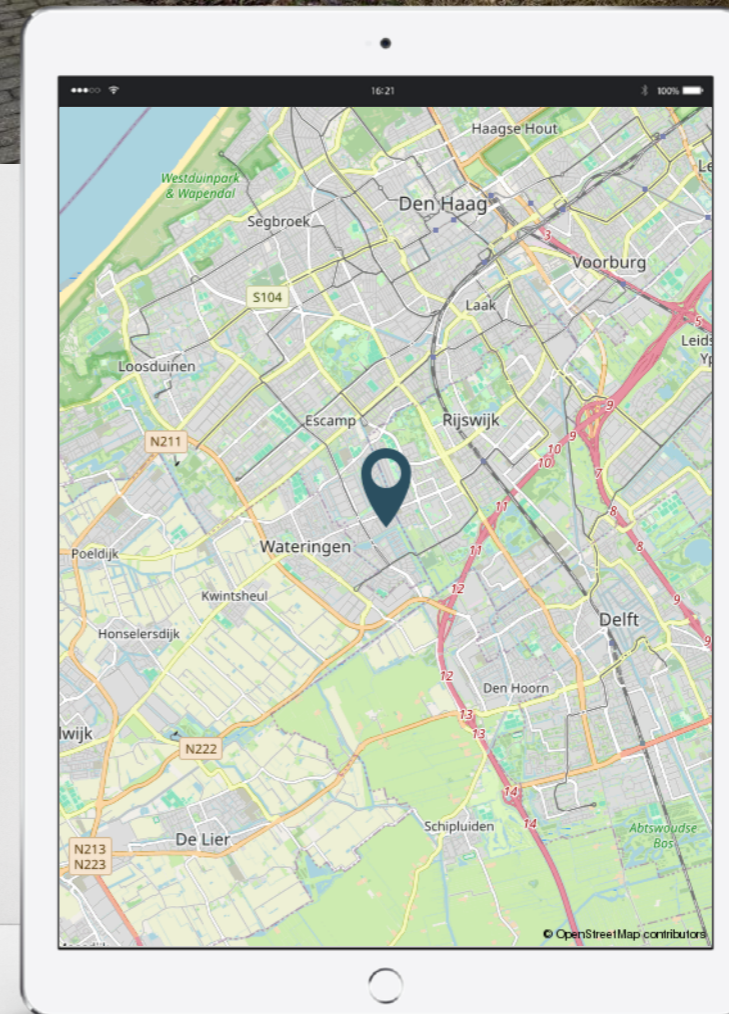 16:21
100%
Haagse Hout
Le
Westduinpark
& Wapendal
Den Haag
Segbroek
3
Voorburg
S104
Laak
5
Leids
Yp
Loosduinen
9
Escamp
Rijswijk
N211
9
10
10
7
11
8
Wateringen
11
8
Poeldijk
12
Kwintsheul
9
Delft
Honselersdijk
9
12
Den Hoorn
13
lwijk
13
N222
14
Schipluiden
14
Abtswoudse
Bos
De Lier
N213
N223
© OpenStreetMap contributors